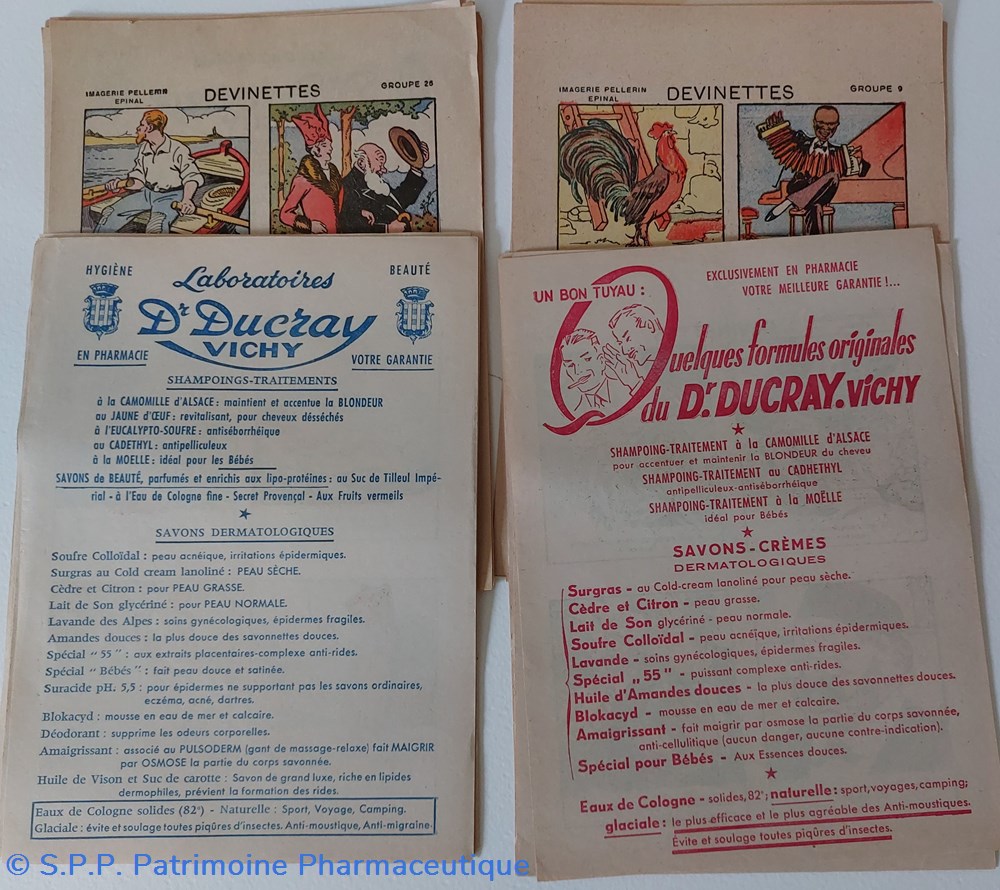 IMAGERIE PELLERIN
EPINAL
DEVINETTES
GROUPE 26
IMAGERIE PELLERIN
EPINAL
DEVINETTES
GROUPE 9
HYGIÈNE
Laboratoires
BEAUTÉ
Dr Ducray
VICHY
EN PHARMACIE
VOTRE GARANTIE
SHAMPOINGS-TRAITEMENTS
à la CAMOMILLE D'ALSACE : maintient et accentue la BLONDEUR
au JAUNE D'ŒUF : revitalisant, pour cheveux désséchés
à l'EUCALYPTO-SOUFRE : antiséborrhéique
au CADETHYL : antipelliculeux
à la MOELLE : idéal pour les Bébés
SAVONS de BEAUTÉ, parfumés et enrichis aux lipo-protéines : au Suc de Tilleul Impé-
rial - à l'Eau de Cologne fine - Secret Provençal - Aux Fruits vermeils
SAVONS DERMATOLOGIQUES
Soufre Colloïdal : peau acnéique, irritations épidermiques.
Surgras au Cold cream lanoliné : PEAU SÈCHE.
Cèdre et Citron : pour PEAU GRASSE.
Lait de Son glycériné : pour PEAU NORMALE.
Lavande des Alpes : soins gynécologiques, épidermes fragiles.
Amandes douces : la plus douce des savonnettes douces.
Spécial "55" : aux extraits placentaires-complexe anti-rides.
Spécial "Bébés" : fait peau douce et satinée.
Suracide pH. 5,5 : pour épidermes ne supportant pas les savons ordinaires,
eczéma, acné, dartres.
Blokacyd : mousse en eau de mer et calcaire.
Déodorant : supprime les odeurs corporelles.
Amaigrissant : associé au PULSODERM (gant de massage-relaxe) fait MAIGRIR
par OSMOSE la partie du corps savonnée.
Huile de Vison et Suc de carotte : Savon de grand luxe, riche en lipides
dermophiles, prévient la formation des rides.
Eaux de Cologne solides (82°) - Naturelle : Sport, Voyage, Camping.
Glaciale : évite et soulage toutes piqûres d'insectes. Anti-moustique, Anti-migraine.
UN BON TUYAU :
EXCLUSIVEMENT EN PHARMACIE
VOTRE MEILLEURE GARANTIE !...
Quelques formules originales
du Dr. DUCRAY. VICHY
SHAMPOING-TRAITEMENT à la CAMOMILLE D'ALSACE
pour accentuer et maintenir la BLONDEUR du cheveu
SHAMPOING-TRAITEMENT au CADHETHYL
antipelliculeux-antiséborrhéique
SHAMPOING-TRAITEMENT à la MOËLLE
idéal pour Bébés
SAVONS-CRÈMES
DERMATOLOGIQUES
Surgras - au Cold-cream lanoliné pour peau sèche.
Cèdre et Citron - peau grasse.
Lait de Son glycériné - peau normale.
Soufre Colloïdal - peau acnéique, irritations épidermiques.
Lavande - soins gynécologiques, épidermes fragiles.
Spécial „55" - puissant complexe anti-rides.
Huile d'Amandes douces - la plus douce des savonnettes douces.
Blokacyd - mousse en eau de mer et calcaire.
Amaigrissant - fait maigrir par osmose la partie du corps savonnée,
anti-cellulitique (aucun danger, aucune contre-indication).
Spécial pour Bébés - Aux Essences douces.
Eaux de Cologne - solides, 82° ; naturelle : sport, voyages, camping ;
glaciale : le plus efficace et le plus agréable des Anti-moustiques.
Évite et soulage toutes piqûres d'insectes.
© S.P.P. Patrimoine Pharmaceutique